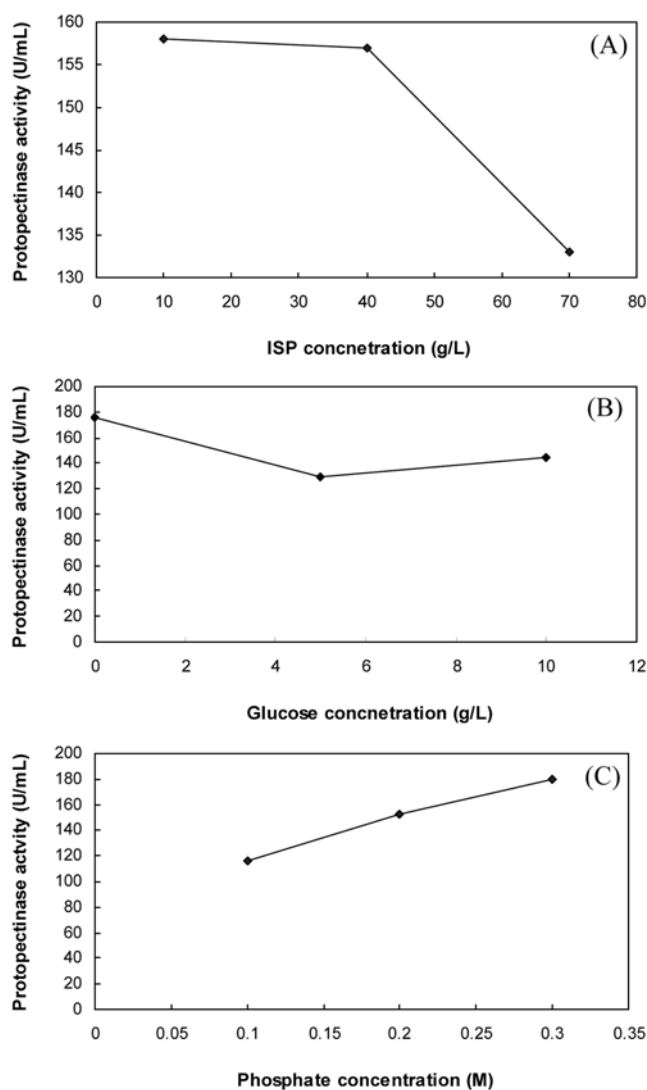 160
155
150
145
140
135
130
Protopectinase activity (U/mL)
(A)
0 10 20 30 40 50 60 70 80
ISP concnetration (g/L)
200
180
160
140
120
100
80
60
40
20
0
Protopectinase activity (U/mL)
(B)
0 2 4 6 8 10 12
Glucose concnetration (g/L)
200
180
160
140
120
100
80
60
40
20
0
Protopectinase actvity (U/mL)
(C)
0 0.05 0.1 0.15 0.2 0.25 0.3 0.35
Phosphate concentration (M)